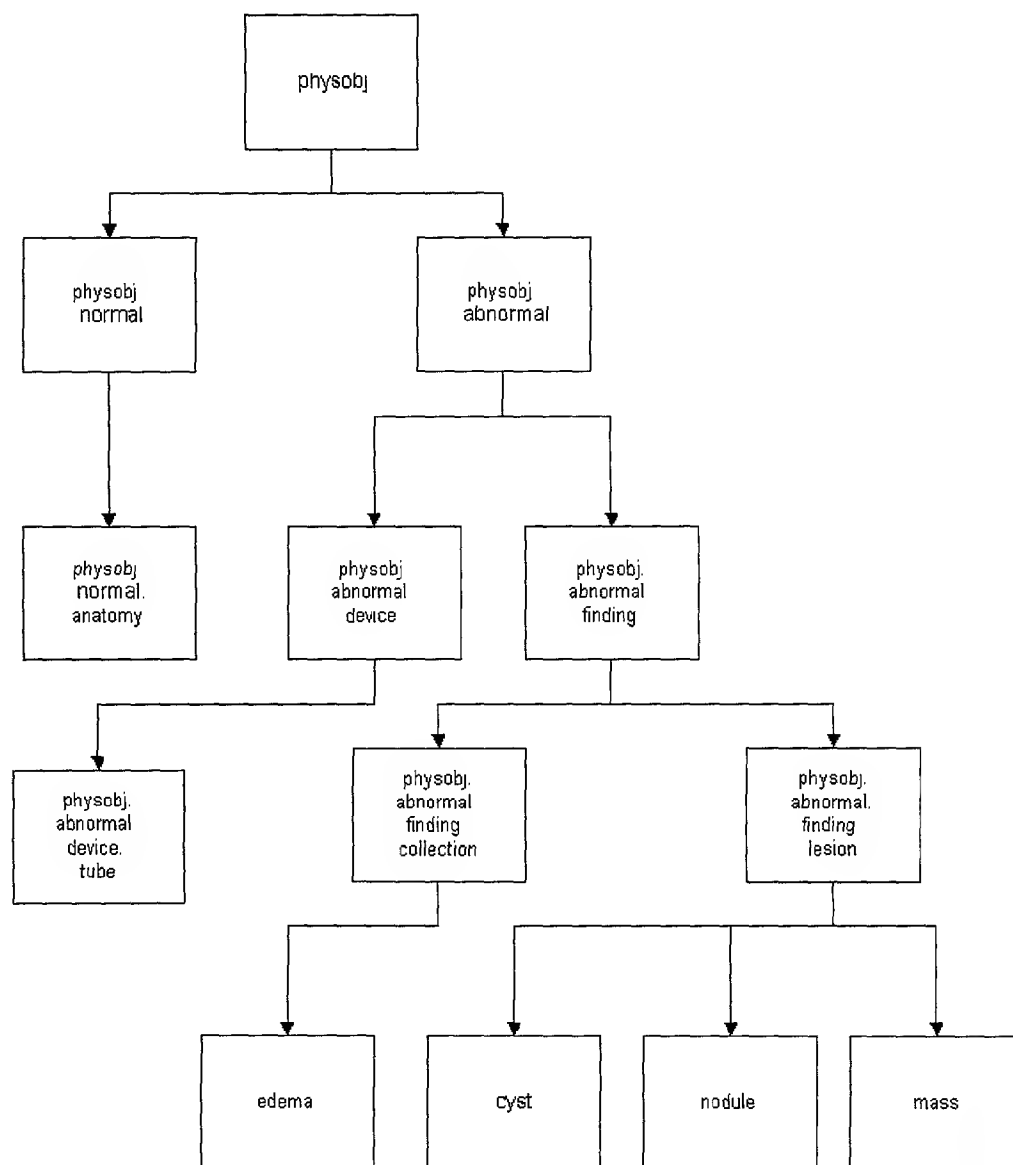 physobj
physobj
normal
physobj
abnormal
physobj
normal.
anatomy
physobj
abnormal
device
physobj.
abnormal
finding
physobj.
abnormal
device.
tube
physobj.
abnormal
finding
collection
physobj.
abnormal.
finding
lesion
edema
cyst
nodule
mass